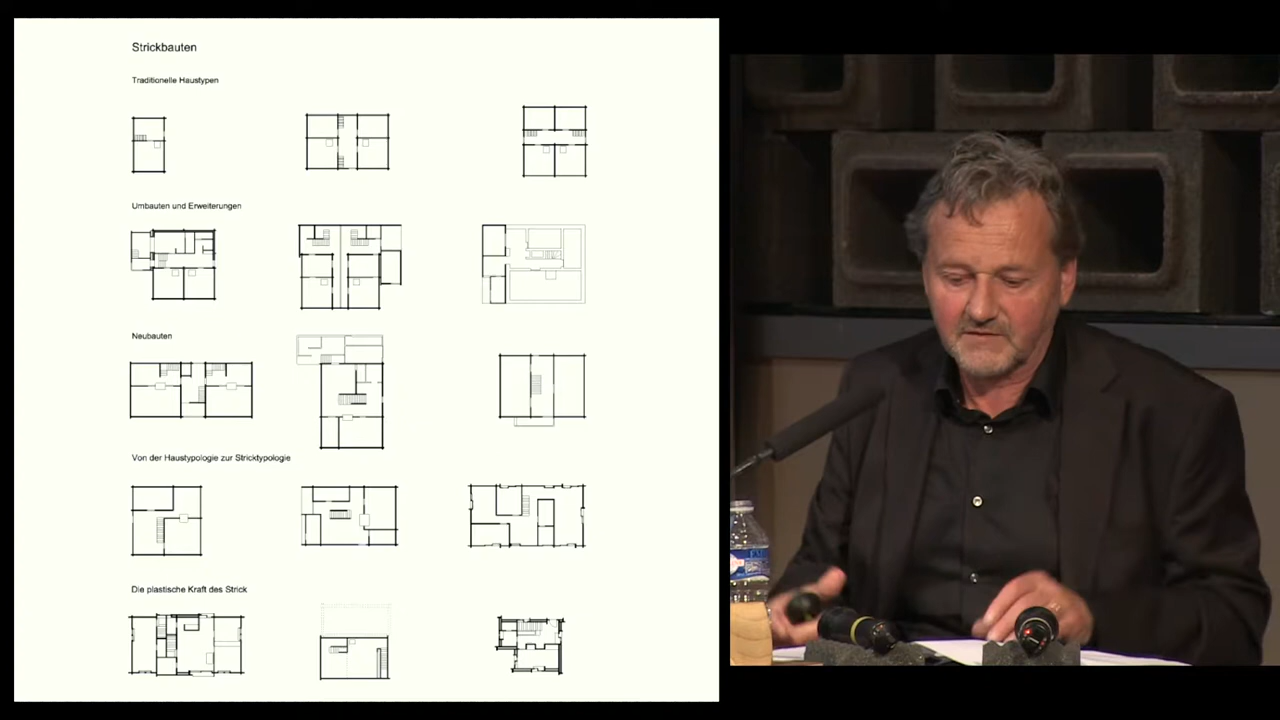 Strickbauten
Traditionelle Haustypen
Umbauten und Erweiterungen
Neubauten
Von der Haustypologie zur Stricktypologie
Die plastische Kraft des Strick